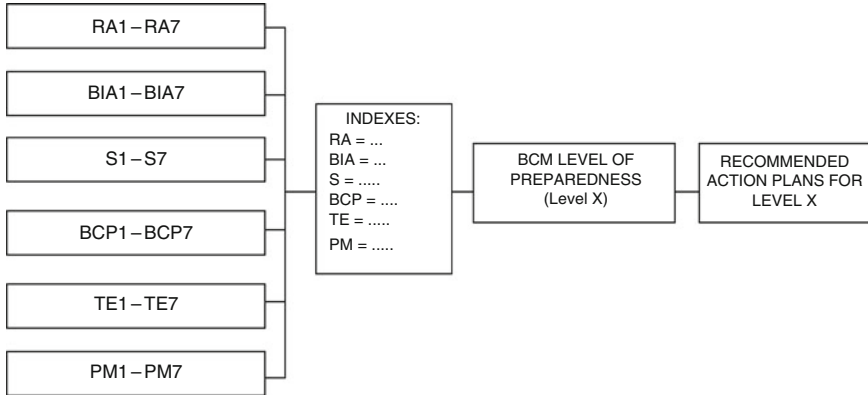 RA1–RA7
BIA1–BIA7
S1–S7
BCP1–BCP7
TE1–TE7
PM1–PM7
INDEXES:
RA = ...
BIA = ...
S = .....
BCP = ....
TE = .....
PM = .....
BCM LEVEL OF
PREPAREDNESS
(Level X)
RECOMMENDED
ACTION PLANS FOR
LEVEL X